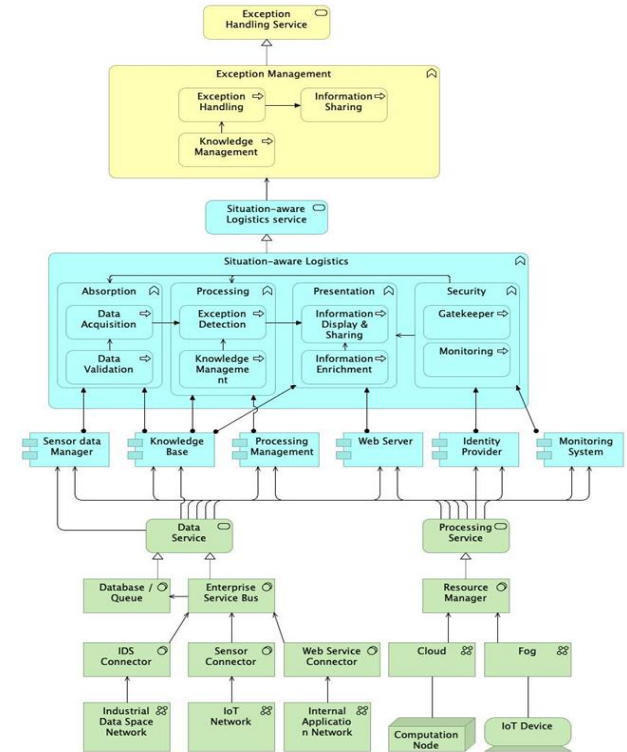 Exception
Handling Service
Exception Management
Exception
Handling
Information
Sharing
Knowledge
Management
Situation-aware
Logistics service
Situation-aware Logistics
Absorption
Processing
Presentation
Security
Data
Acquisition
Exception
Detection
Information
Display &
Sharing
Gatekeeper
Data
Validation
Knowledge
Manageme
nt
Information
Enrichment
Monitoring
Sensor data
Manager
Knowledge
Base
Processing
Management
Web Server
Identity
Provider
Monitoring
System
Data
Service
Processing
Service
Database /
Queue
Enterprise
Service Bus
Resource
Manager
IDS
Connector
Sensor
Connector
Web Service
Connector
Cloud
Fog
Industrial
Data Space
Network
IoT
Network
Internal
Applicatio
n Network
Computation
Node
IoT Device